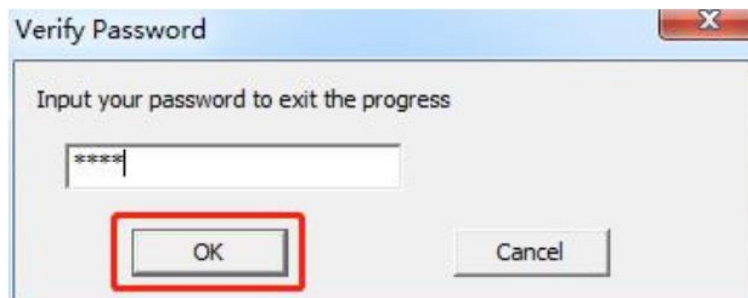 Verify Password
Input your password to exit the progress
****
OK
Cancel